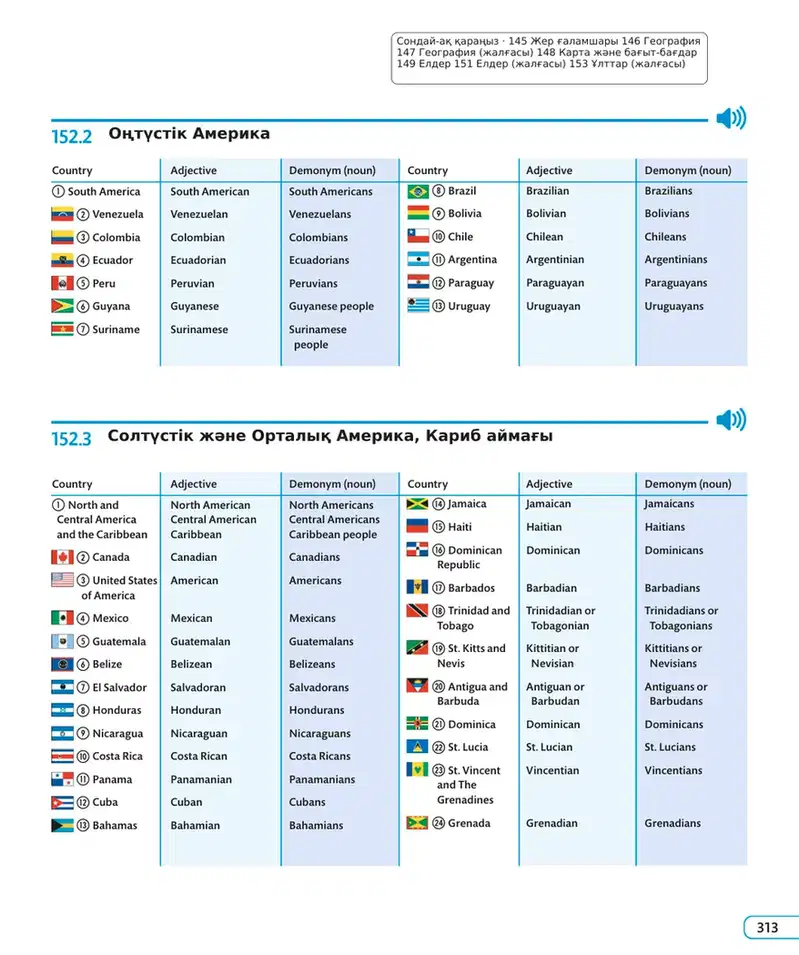 Сондай-ақ қараңыз · 145 Жер ғаламшары 146 География
147 География (жалғасы) 148 Карта және бағыт-бағдар
149 Елдер 151 Елдер (жалғасы) 153 Ұлттар (жалғасы)
152.2 Оңтүстік Америка
Country Adjective Demonym (noun)
① South America South American South Americans
② Venezuela Venezuelan Venezuelans
③ Colombia Colombian Colombians
④ Ecuador Ecuadorian Ecuadorians
⑤ Peru Peruvian Peruvians
⑥ Guyana Guyanese Guyanese people
⑦ Suriname Surinamese Surinamese
people
Country Adjective Demonym (noun)
⑧ Brazil Brazilian Brazilians
⑨ Bolivia Bolivian Bolivians
⑩ Chile Chilean Chileans
⑪ Argentina Argentinian Argentinians
⑫ Paraguay Paraguayan Paraguayans
⑬ Uruguay Uruguayan Uruguayans
152.3 Солтүстік және Орталық Америка, Кариб аймағы
Country Adjective Demonym (noun)
① North and North American North Americans
Central America Central American Central Americans
and the Caribbean Caribbean Caribbean people
② Canada Canadian Canadians
③ United States American Americans
of America
④ Mexico Mexican Mexicans
⑤ Guatemala Guatemalan Guatemalans
⑥ Belize Belizean Belizeans
⑦ El Salvador Salvadoran Salvadorans
⑧ Honduras Honduran Hondurans
⑨ Nicaragua Nicaraguan Nicaraguans
⑩ Costa Rica Costa Rican Costa Ricans
⑪ Panama Panamanian Panamanians
⑫ Cuba Cuban Cubans
⑬ Bahamas Bahamian Bahamians
Country Adjective Demonym (noun)
⑭ Jamaica Jamaican Jamaicans
⑮ Haiti Haitian Haitians
⑯ Dominican Dominican Dominicans
Republic
⑰ Barbados Barbadian Barbadians
⑱ Trinidad and Trinidadian or Trinidadians or
Tobago Tobagonian Tobagonians
⑲ St. Kitts and Kittitian or Kittitians or
Nevis Nevisian Nevisians
⑳ Antigua and Antiguan or Antiguans or
Barbuda Barbudan Barbudans
㉑ Dominica Dominican Dominicans
㉒ St. Lucia St. Lucian St. Lucians
㉓ St. Vincent Vincentian Vincentians
and The
Grenadines
㉔ Grenada Grenadian Grenadians
313